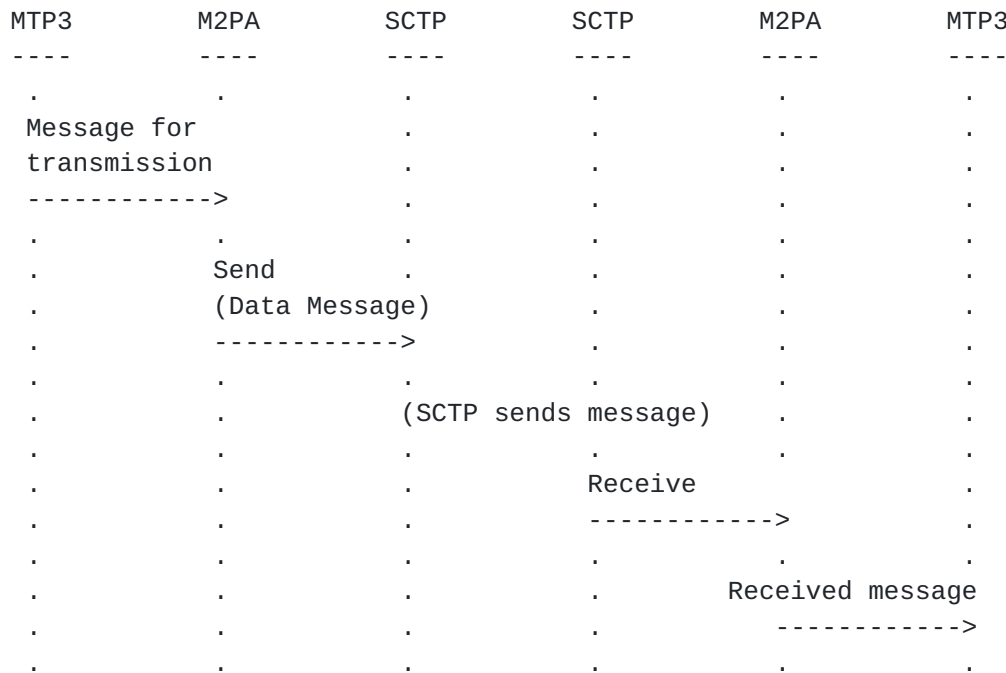 MTP3        M2PA        SCTP        SCTP        M2PA        MTP3
----        ----        ----        ----        ----        ----
 .           .           .           .           .           .
 Message for             .           .           .           .
 transmission            .           .           .           .
 ------------>           .           .           .           .
 .           .           .           .           .           .
 .           Send        .           .           .           .
 .           (Data Message)          .           .           .
 .           ------------>           .           .           .
 .           .           .           .           .           .
 .           .           (SCTP sends message)    .           .
 .           .           .           .           .           .
 .           .           .           Receive                 .
 .           .           .           ------------>           .
 .           .           .           .           .           .
 .           .           .           .        Received message
 .           .           .           .           ------------>
 .           .           .           .           .           .